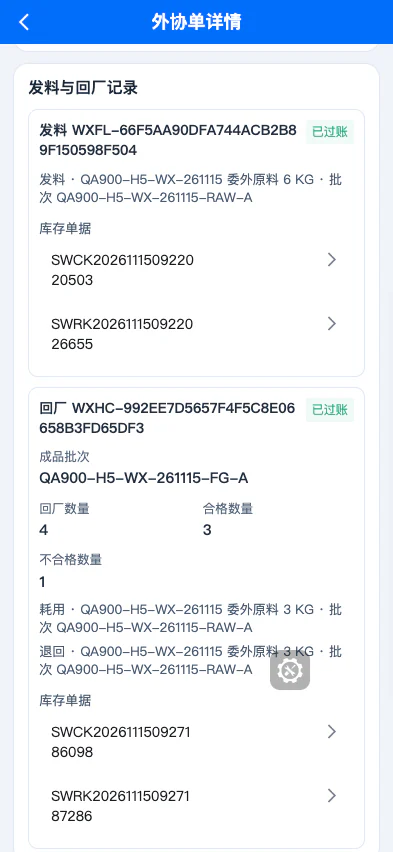 外协单详情
发料与回厂记录
发料 WXFL-66F5AA90DFA744ACB2B8
9F150598F504
已过账
发料 · QA900-H5-WX-261115 委外原料 6 KG · 批
次 QA900-H5-WX-261115-RAW-A
库存单据
SWCK2026111509220
20503
SWRK2026111509220
26655
回厂 WXHC-992EE7D5657F4F5C8E06
658B3FD65DF3
已过账
成品批次
QA900-H5-WX-261115-FG-A
回厂数量
合格数量
4
3
不合格数量
1
耗用 · QA900-H5-WX-261115 委外原料 3 KG · 批
次 QA900-H5-WX-261115-RAW-A
退回 · QA900-H5-WX-261115 委外原料 3 KG · 批
次 QA900-H5-WX-261115-RAW-A
库存单据
SWCK2026111509271
86098
SWRK2026111509271
87286